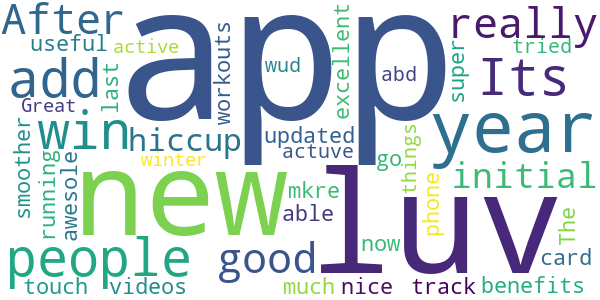 After
app
really
useful
active
add
last
workouts
wud
abd
excellent
super
tried
Its
Great
win
hiccup
updated
year
smoother
running
awesole
winter
actuve
go
things
initial
new
mkre
able
luv
phone
The
people
good
now
card
touch
videos
much
nice
track
benefits